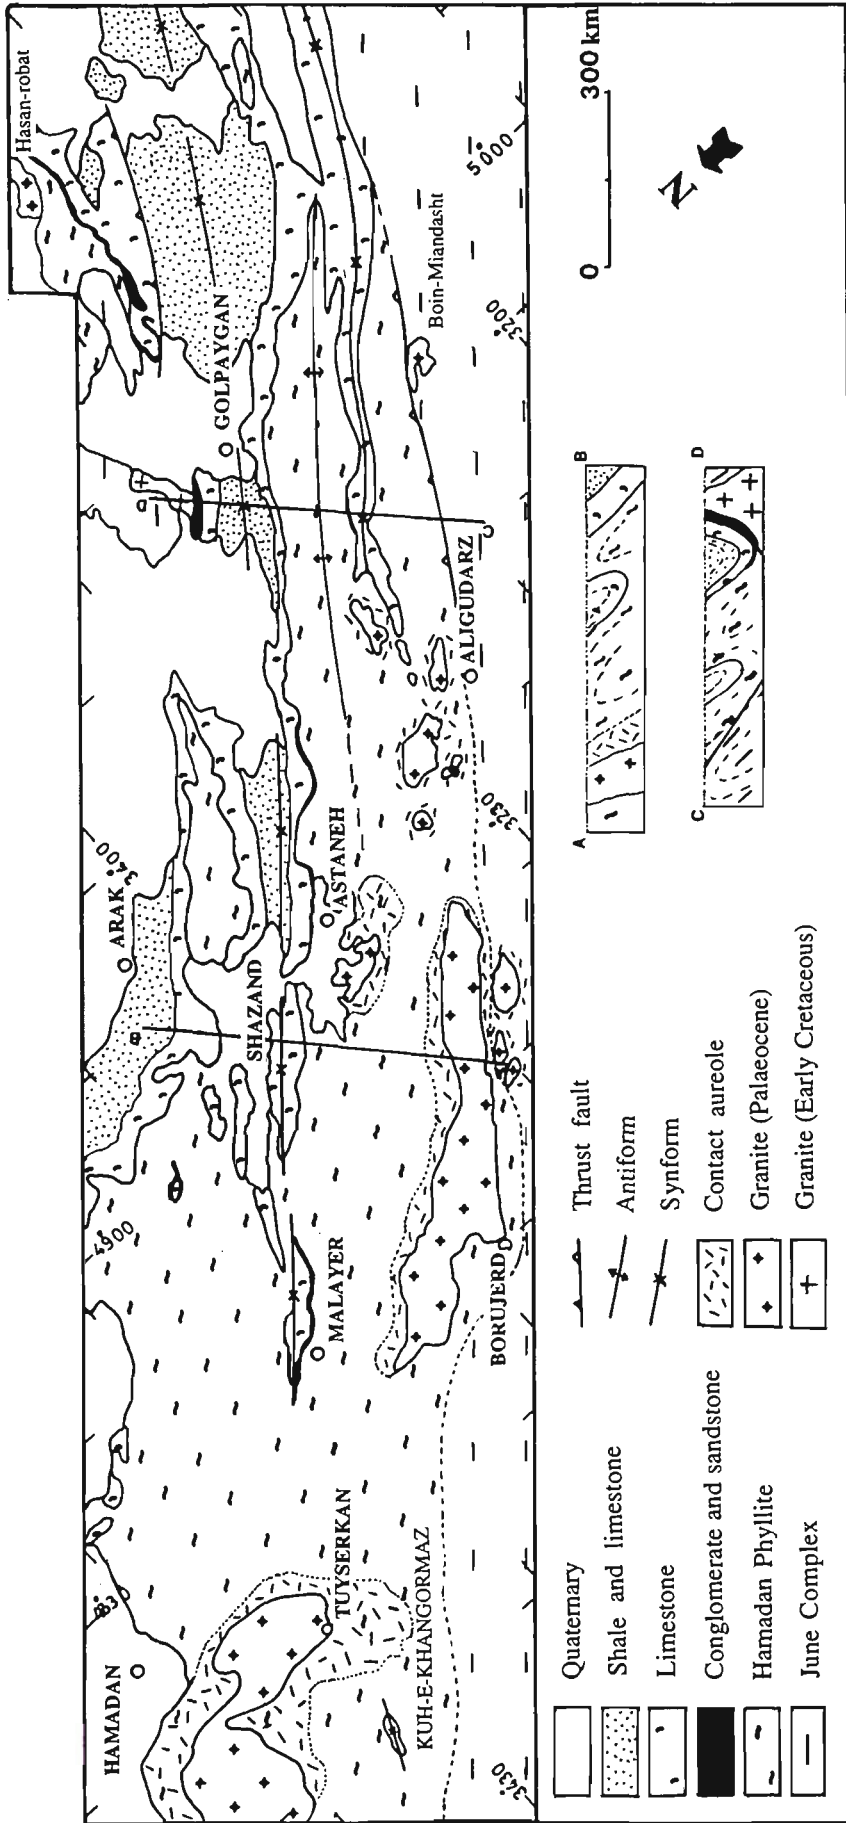 HAMADAN
TUYSERKAN
KUH-E-KHANGORMAZ
MALAYER
BORUJERD
ARAK
SHAZAND
ASTANEH
ALIGUDARZ
GOLPAYGAN
Boin-Miandasht
Hasan-robat
3430
4900
3400
3230
3200
5000
B
D
C
Quaternary
Shale and limestone
Limestone
Conglomerate and sandstone
Hamadan Phyllite
June Complex
Thrust fault
Antiform
Synform
Contact aureole
Granite (Palaeocene)
Granite (Early Cretaceous)
A
B
C
D
0
300 km
N